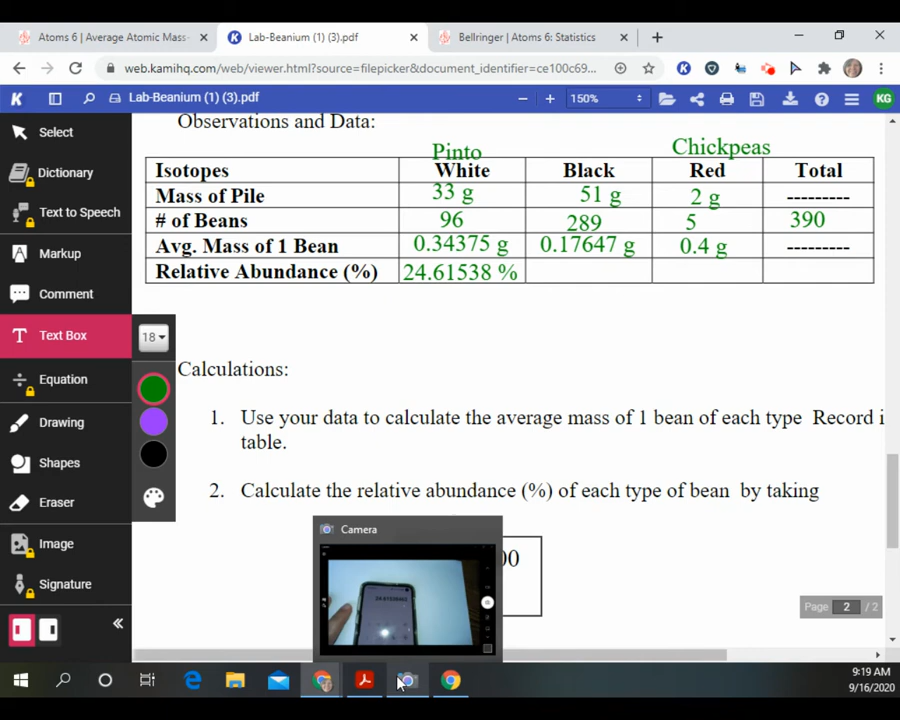 Atoms 6 | Average Atomic Mass
Lab-Beanium (1) (3).pdf
Bellringer | Atoms 6: Statistics
web.kamihq.com/web/viewer.html?source=filepicker&document_identifier=ce100c69...
K
Lab-Beanium (1) (3).pdf
150%
KG
Select
Dictionary
Text to Speech
Markup
Comment
Text Box
Equation
Drawing
Shapes
Eraser
Image
Signature
18
Observations and Data:
Pinto
Chickpeas
Isotopes White Black Red Total
Mass of Pile 33 g 51 g 2 g ---------
# of Beans 96 289 5 390
Avg. Mass of 1 Bean 0.34375 g 0.17647 g 0.4 g ---------
Relative Abundance (%) 24.61538 %
Calculations:
1. Use your data to calculate the average mass of 1 bean of each type Record i
table.
2. Calculate the relative abundance (%) of each type of bean by taking
Camera
00
Page 2 / 2
9:19 AM
9/16/2020